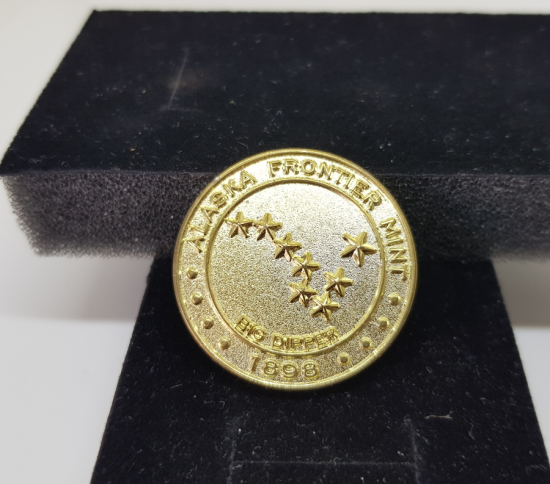 ALASKA FRONTIER MINT
BIG DIPPER
1898